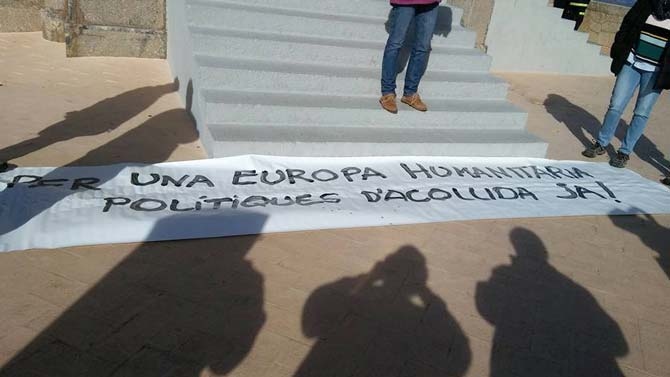 PER UNA EUROPA HUMANITÀRIA
POLÍTIQUES D'ACOLLIDA JA!